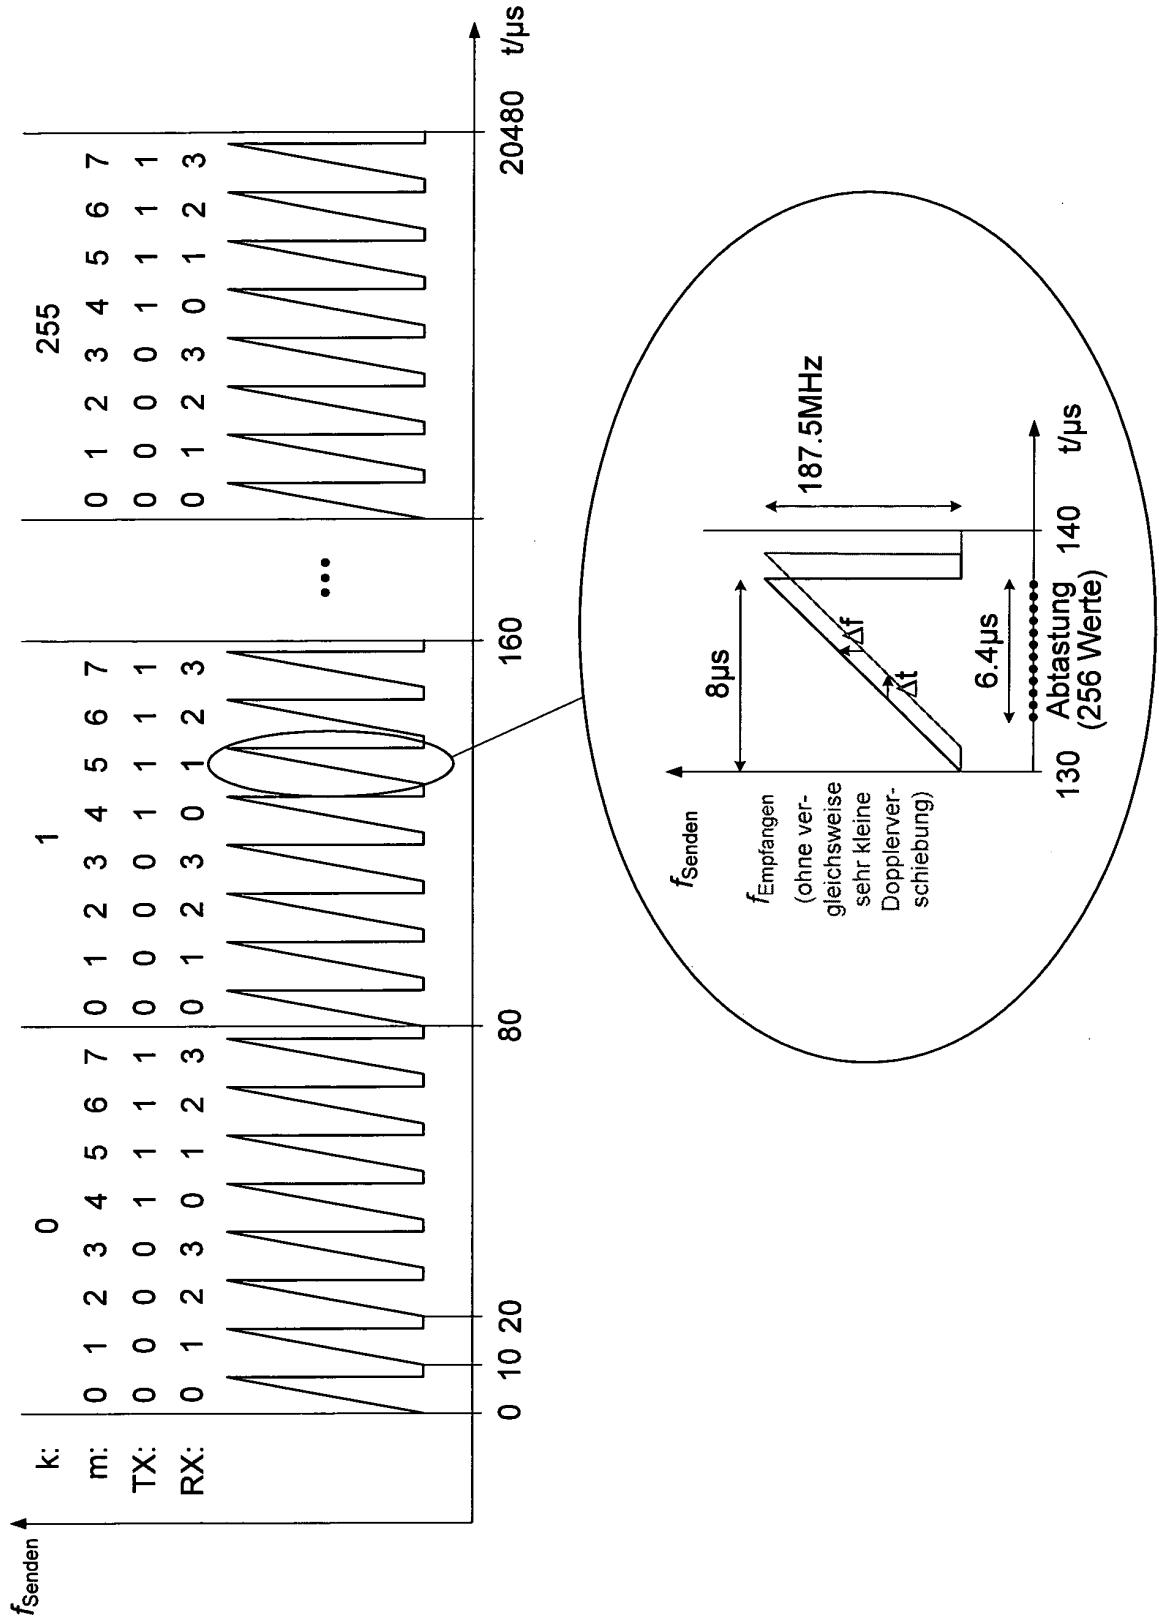 fSenden
k: 0 1 255
m: 0 1 2 3 4 5 6 7 0 1 2 3 4 5 6 7 0 1 2 3 4 5 6 7
TX: 0 0 0 0 1 1 1 1 0 0 0 0 1 1 1 1 0 0 0 0 1 1 1 1
RX: 0 1 2 3 0 1 2 3 0 1 2 3 0 1 2 3 0 1 2 3 0 1 2 3
...
0 10 20 80 160 20480 t/µs
fSenden
fEmpfangen
(ohne ver-
gleichsweise
sehr kleine
Dopplerver-
schiebung)
8µs
187.5MHz
Δf
Δt
6.4µs
130 140 t/µs
Abtastung
(256 Werte)